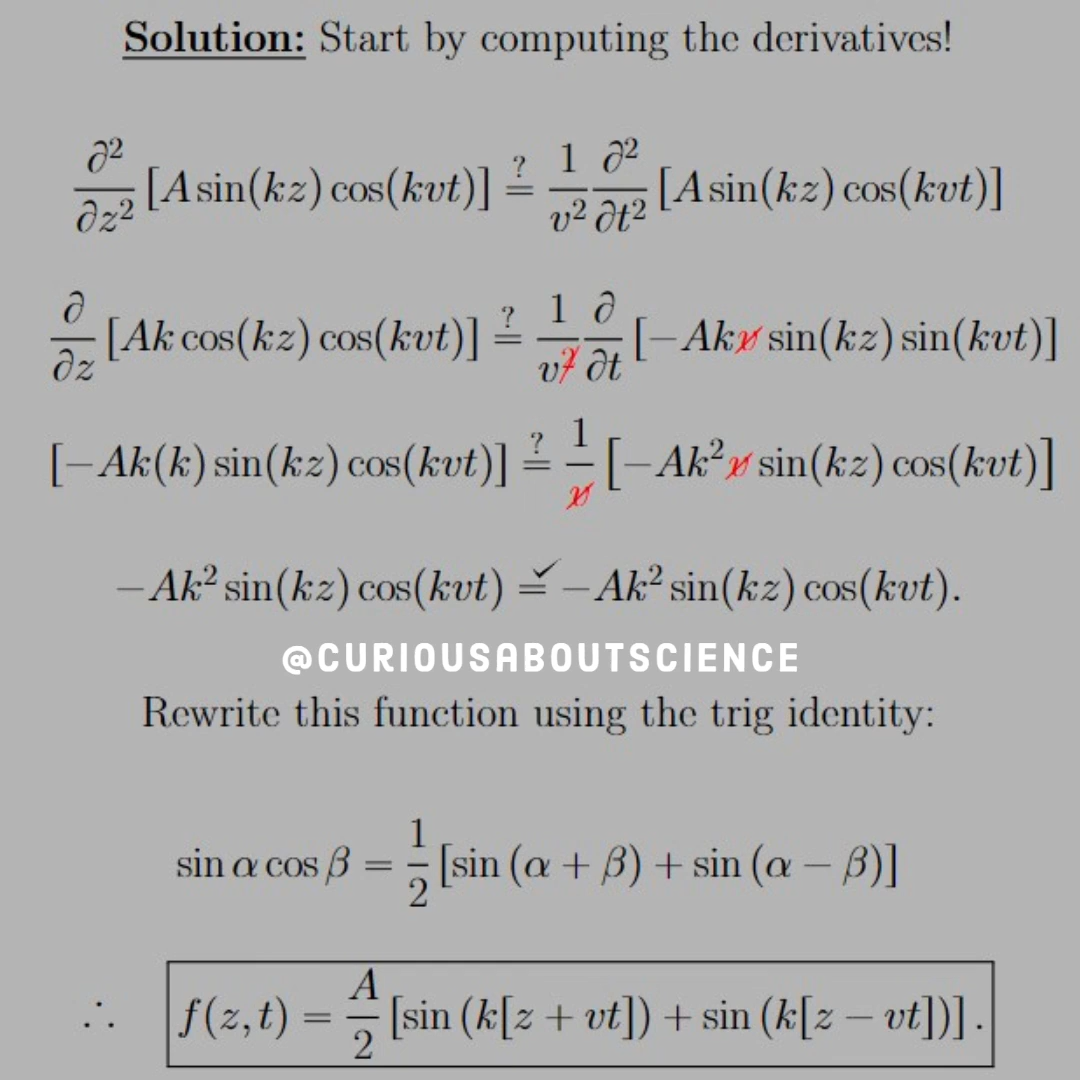 Solution: Start by computing the derivatives!
∂²/∂z² [A sin(kz) cos(kvt)] ≟ 1/v² ∂²/∂t² [A sin(kz) cos(kvt)]
∂/∂z [Ak cos(kz) cos(kvt)] ≟ 1/v² ∂/∂t [−Akv sin(kz) sin(kvt)]
[−Ak(k) sin(kz) cos(kvt)] ≟ 1/v [−Ak²v sin(kz) cos(kvt)]
−Ak² sin(kz) cos(kvt) =✓ −Ak² sin(kz) cos(kvt).
@CURIOUSABOUTSCIENCE
Rewrite this function using the trig identity:
sin α cos β = 1/2 [sin (α + β) + sin (α − β)]
∴ f(z, t) = A/2 [sin (k[z + vt]) + sin (k[z − vt])].